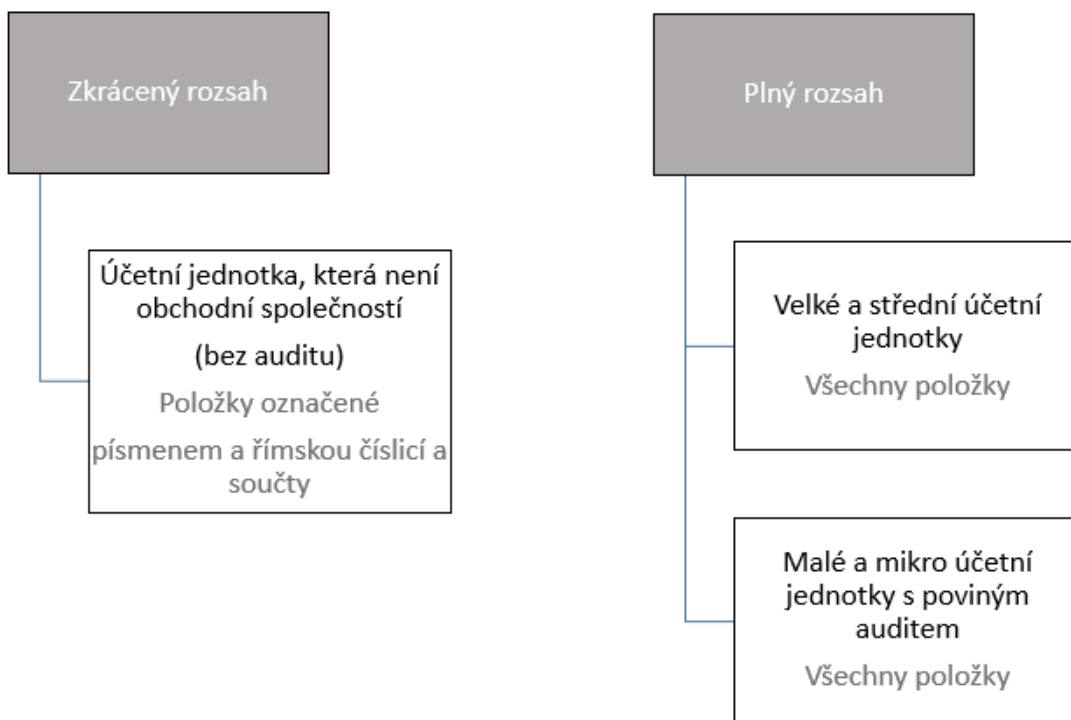 Zkrácený rozsah
Účetní jednotka, která není
obchodní společností
(bez auditu)
Položky označené
písmenem a římskou číslicí a
součty
Plný rozsah
Velké a střední účetní
jednotky
Všechny položky
Malé a mikro účetní
jednotky s poviným
auditem
Všechny položky